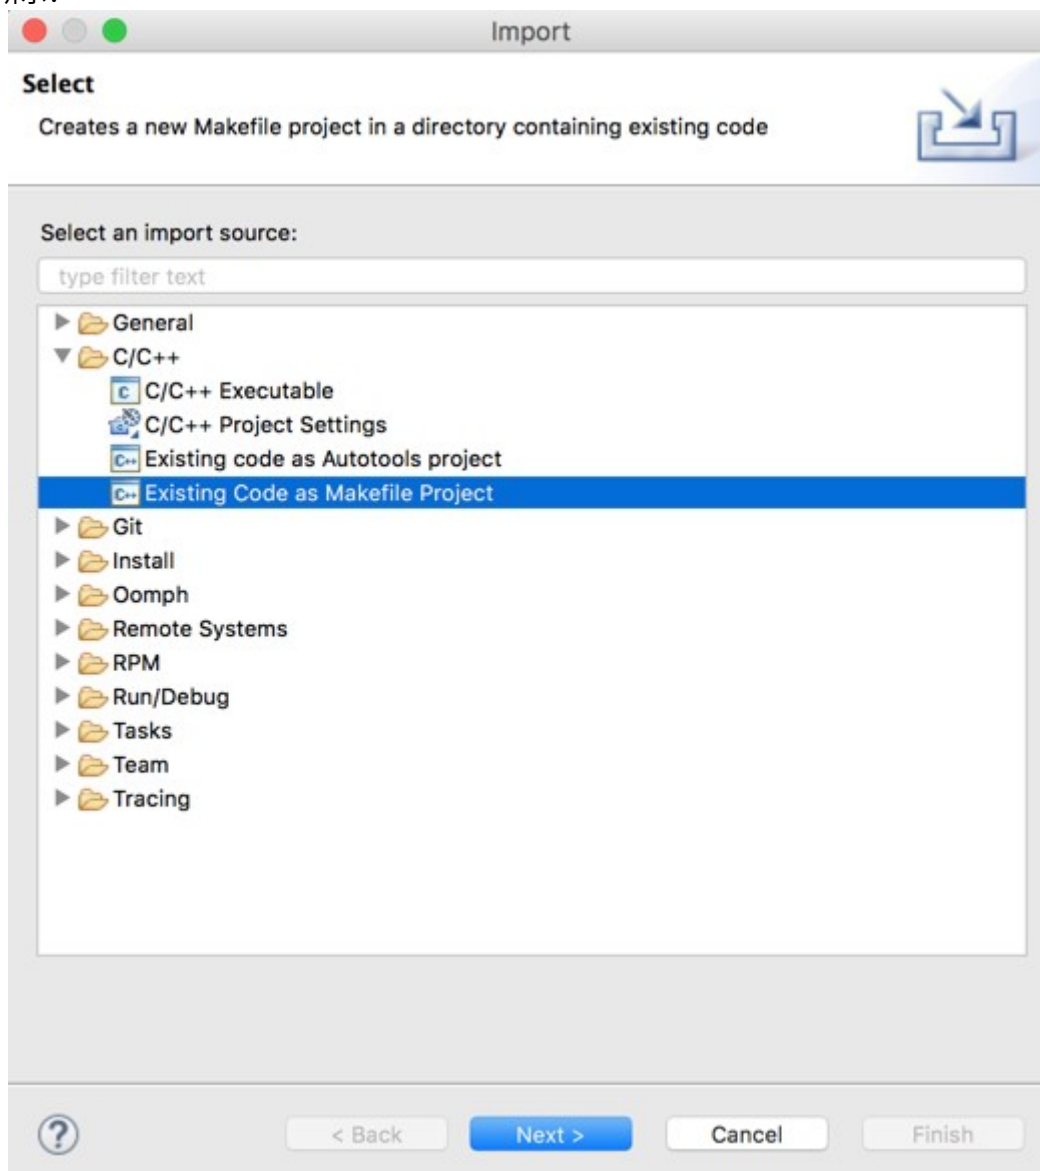 Import
Select
Creates a new Makefile project in a directory containing existing code
Select an import source:
type filter text
General
C/C++
C/C++ Executable
C/C++ Project Settings
Existing code as Autotools project
Existing Code as Makefile Project
Git
Install
Oomph
Remote Systems
RPM
Run/Debug
Tasks
Team
Tracing
? < Back Next > Cancel Finish